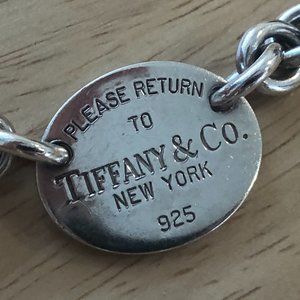 PLEASE RETURN
TO
TIFFANY & CO.
NEW YORK
925